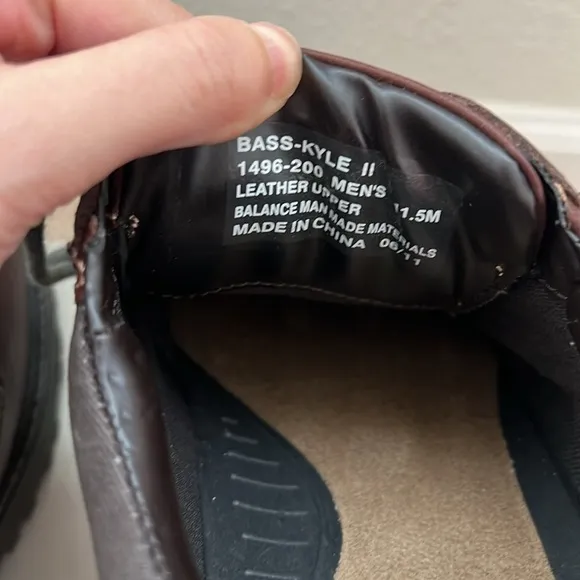 BASS-KYLE II
1496-200 MEN'S 11.5M
LEATHER UPPER
BALANCE MAN MADE MATERIALS
MADE IN CHINA 06/11